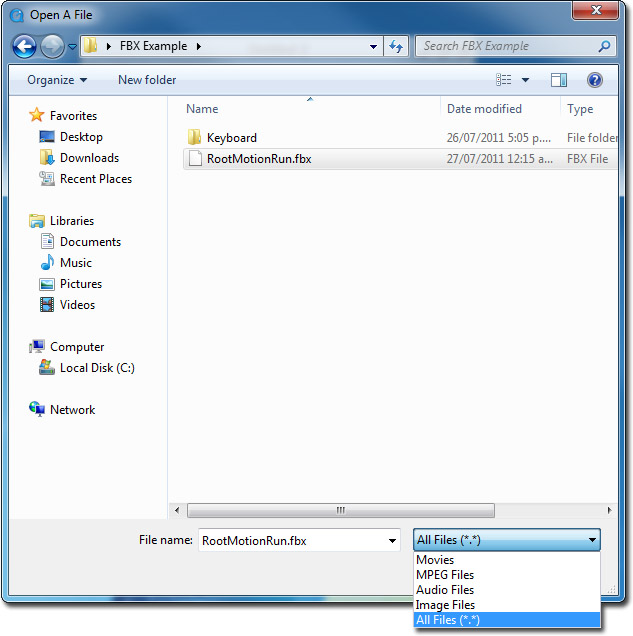 Open A File
FBX Example
Search FBX Example
Organize New folder
Name Date modified Type
Favorites
Desktop
Downloads
Recent Places
Libraries
Documents
Music
Pictures
Videos
Computer
Local Disk (C:)
Network
Keyboard 26/07/2011 5:05 p.... File folder
RootMotionRun.fbx 27/07/2011 12:15 a... FBX File
File name: RootMotionRun.fbx All Files (*.*)
Movies
MPEG Files
Audio Files
Image Files
All Files (*.*)